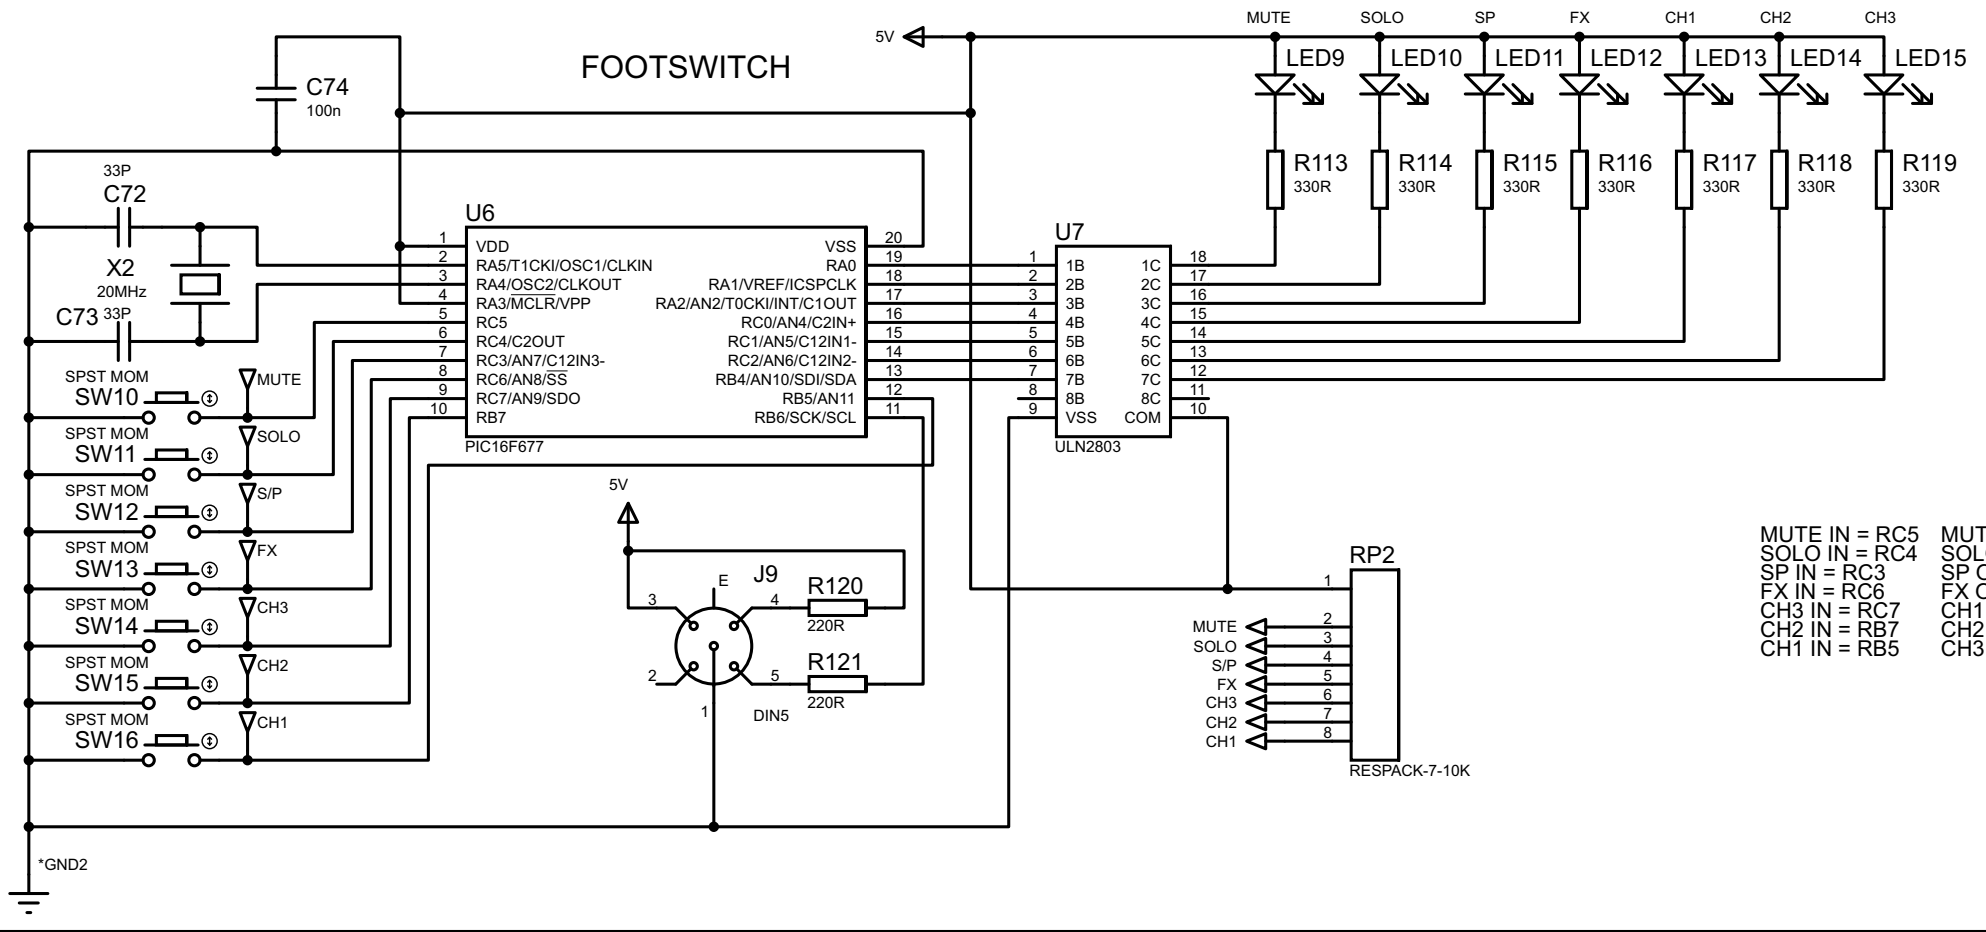 MUTE SOLO SP FX CH1 CH2 CH3
5V
FOOTSWITCH
LED9 LED10 LED11 LED12 LED13 LED14 LED15
C74
100n
R113 R114 R115 R116 R117 R118 R119
330R 330R 330R 330R 330R 330R 330R
33P
C72
X2
20MHz
C73 33P
U6
1 VDD VSS 20
2 RA5/T1CKI/OSC1/CLKIN RA0 19
3 RA4/OSC2/CLKOUT RA1/VREF/ICSPCLK 18
4 RA3/MCLR/VPP RA2/AN2/T0CKI/INT/C1OUT 17
5 RC5 RC0/AN4/C2IN+ 16
6 RC4/C2OUT RC1/AN5/C12IN1- 15
7 RC3/AN7/C12IN3- RC2/AN6/C12IN2- 14
8 RC6/AN8/SS RB4/AN10/SDI/SDA 13
9 RC7/AN9/SDO RB5/AN11 12
10 RB7 RB6/SCK/SCL 11
PIC16F677
U7
1 1B 1C 18
2 2B 2C 17
3 3B 3C 16
4 4B 4C 15
5 5B 5C 14
6 6B 6C 13
7 7B 7C 12
8 8B 8C 11
9 VSS COM 10
ULN2803
SPST MOM
SW10
MUTE
SPST MOM
SW11
SOLO
SPST MOM
SW12
S/P
SPST MOM
SW13
FX
SPST MOM
SW14
CH3
SPST MOM
SW15
CH2
SPST MOM
SW16
CH1
5V
E
J9
3 4
2 5
1
DIN5
R120
220R
R121
220R
RP2
1
MUTE 2
SOLO 3
S/P 4
FX 5
CH3 6
CH2 7
CH1 8
RESPACK-7-10K
MUTE IN = RC5 MUT
SOLO IN = RC4 SOL
SP IN = RC3 SP
FX IN = RC6 FX
CH3 IN = RC7 CH1
CH2 IN = RB7 CH2
CH1 IN = RB5 CH3
*GND2